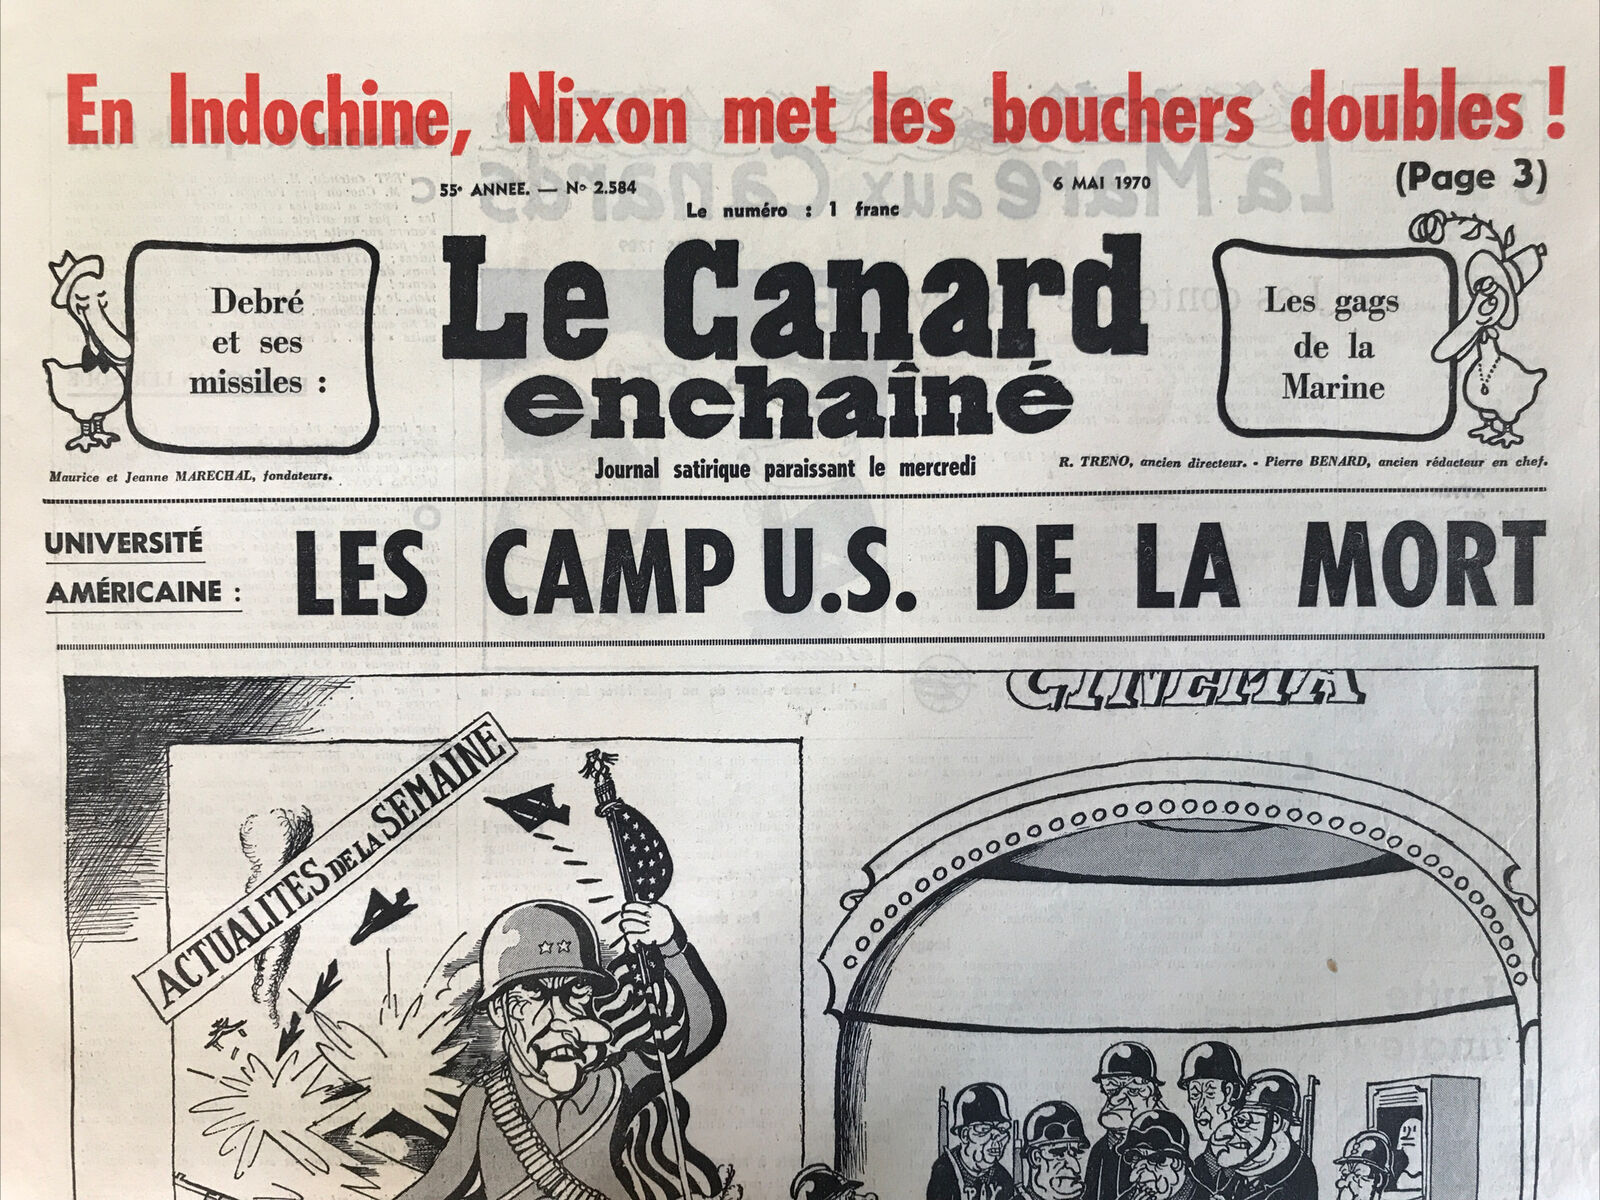 En Indochine, Nixon met les bouchers doubles !
(Page 3)
55e ANNEE. — No 2.584
6 MAI 1970
Le numéro : 1 franc
Debré
et ses
missiles :
Le Canard
enchaîné
Les gags
de la
Marine
Maurice et Jeanne MARECHAL, fondateurs.
Journal satirique paraissant le mercredi
R. TRENO, ancien directeur. - Pierre BENARD, ancien rédacteur en chef.
UNIVERSITÉ
AMÉRICAINE :
LES CAMP U.S. DE LA MORT
CINEMA
ACTUALITES DE LA SEMAINE